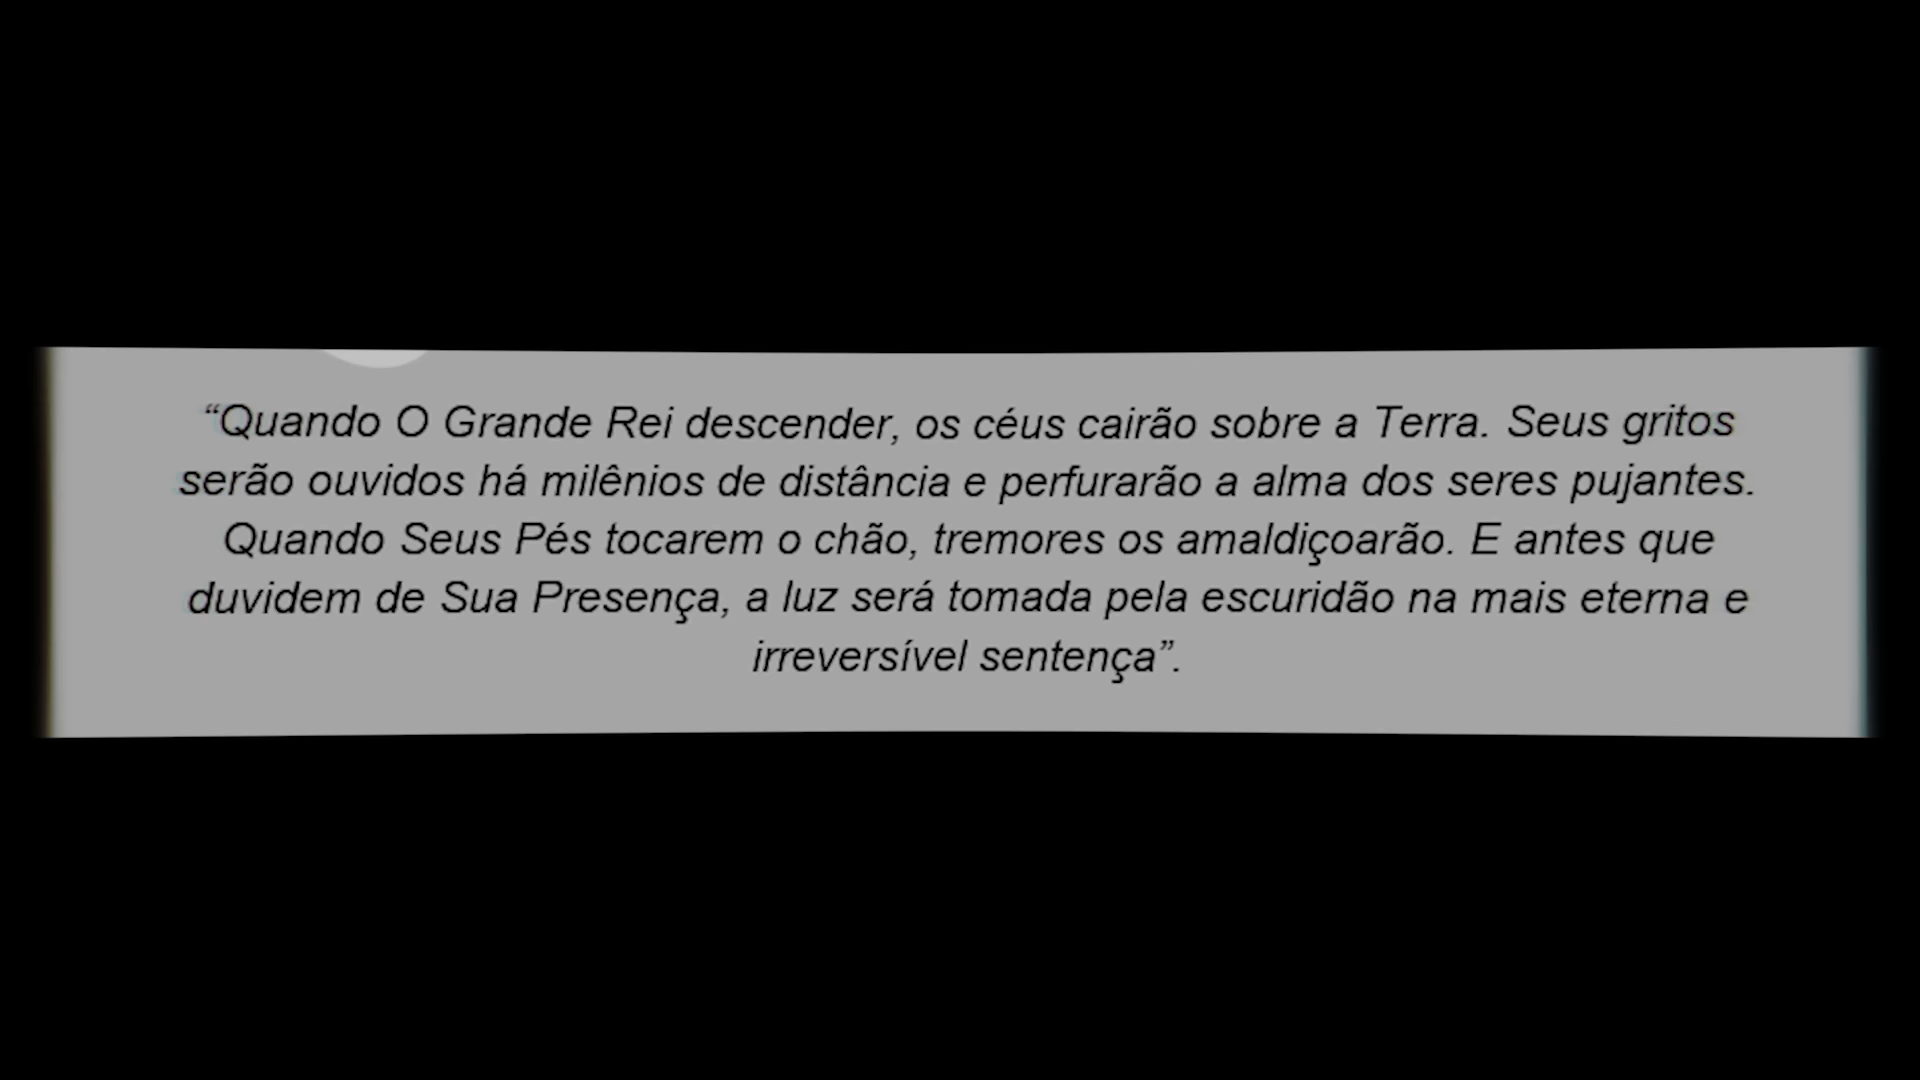 “Quando O Grande Rei descender, os céus cairão sobre a Terra. Seus gritos
serão ouvidos há milênios de distância e perfurarão a alma dos seres pujantes.
Quando Seus Pés tocarem o chão, tremores os amaldiçoarão. E antes que
duvidem de Sua Presença, a luz será tomada pela escuridão na mais eterna e
irreversível sentença”.